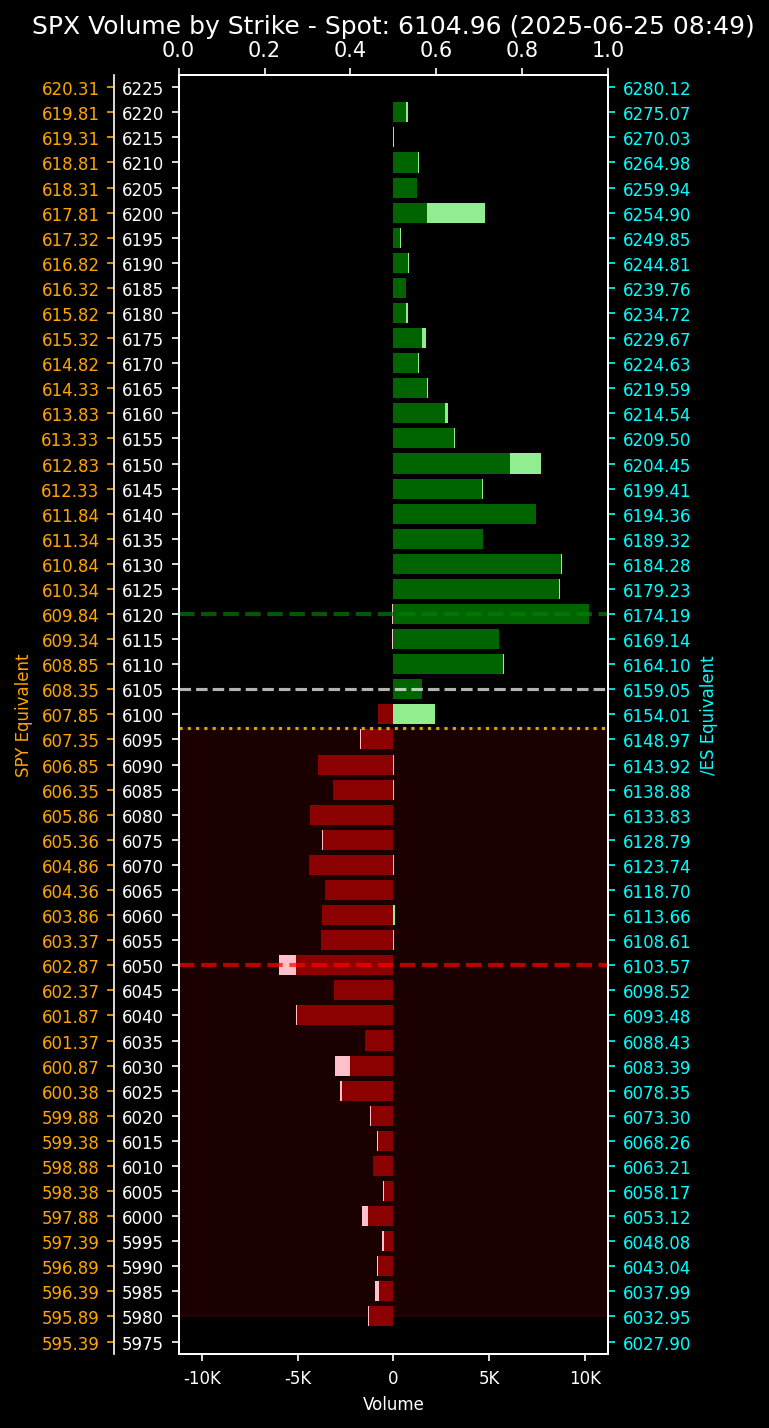 SPX Volume by Strike - Spot: 6104.96 (2025-06-25 08:49)
0.0 0.2 0.4 0.6 0.8 1.0
620.31 6225 6280.12
619.81 6220 6275.07
619.31 6215 6270.03
618.81 6210 6264.98
618.31 6205 6259.94
617.81 6200 6254.90
617.32 6195 6249.85
616.82 6190 6244.81
616.32 6185 6239.76
615.82 6180 6234.72
615.32 6175 6229.67
614.82 6170 6224.63
614.33 6165 6219.59
613.83 6160 6214.54
613.33 6155 6209.50
612.83 6150 6204.45
612.33 6145 6199.41
611.84 6140 6194.36
611.34 6135 6189.32
610.84 6130 6184.28
610.34 6125 6179.23
609.84 6120 6174.19
609.34 6115 6169.14
608.85 6110 6164.10
608.35 6105 6159.05
607.85 6100 6154.01
607.35 6095 6148.97
606.85 6090 6143.92
606.35 6085 6138.88
605.86 6080 6133.83
605.36 6075 6128.79
604.86 6070 6123.74
604.36 6065 6118.70
603.86 6060 6113.66
603.37 6055 6108.61
602.87 6050 6103.57
602.37 6045 6098.52
601.87 6040 6093.48
601.37 6035 6088.43
600.87 6030 6083.39
600.38 6025 6078.35
599.88 6020 6073.30
599.38 6015 6068.26
598.88 6010 6063.21
598.38 6005 6058.17
597.88 6000 6053.12
597.39 5995 6048.08
596.89 5990 6043.04
596.39 5985 6037.99
595.89 5980 6032.95
595.39 5975 6027.90
SPY Equivalent
/ES Equivalent
-10K -5K 0 5K 10K
Volume